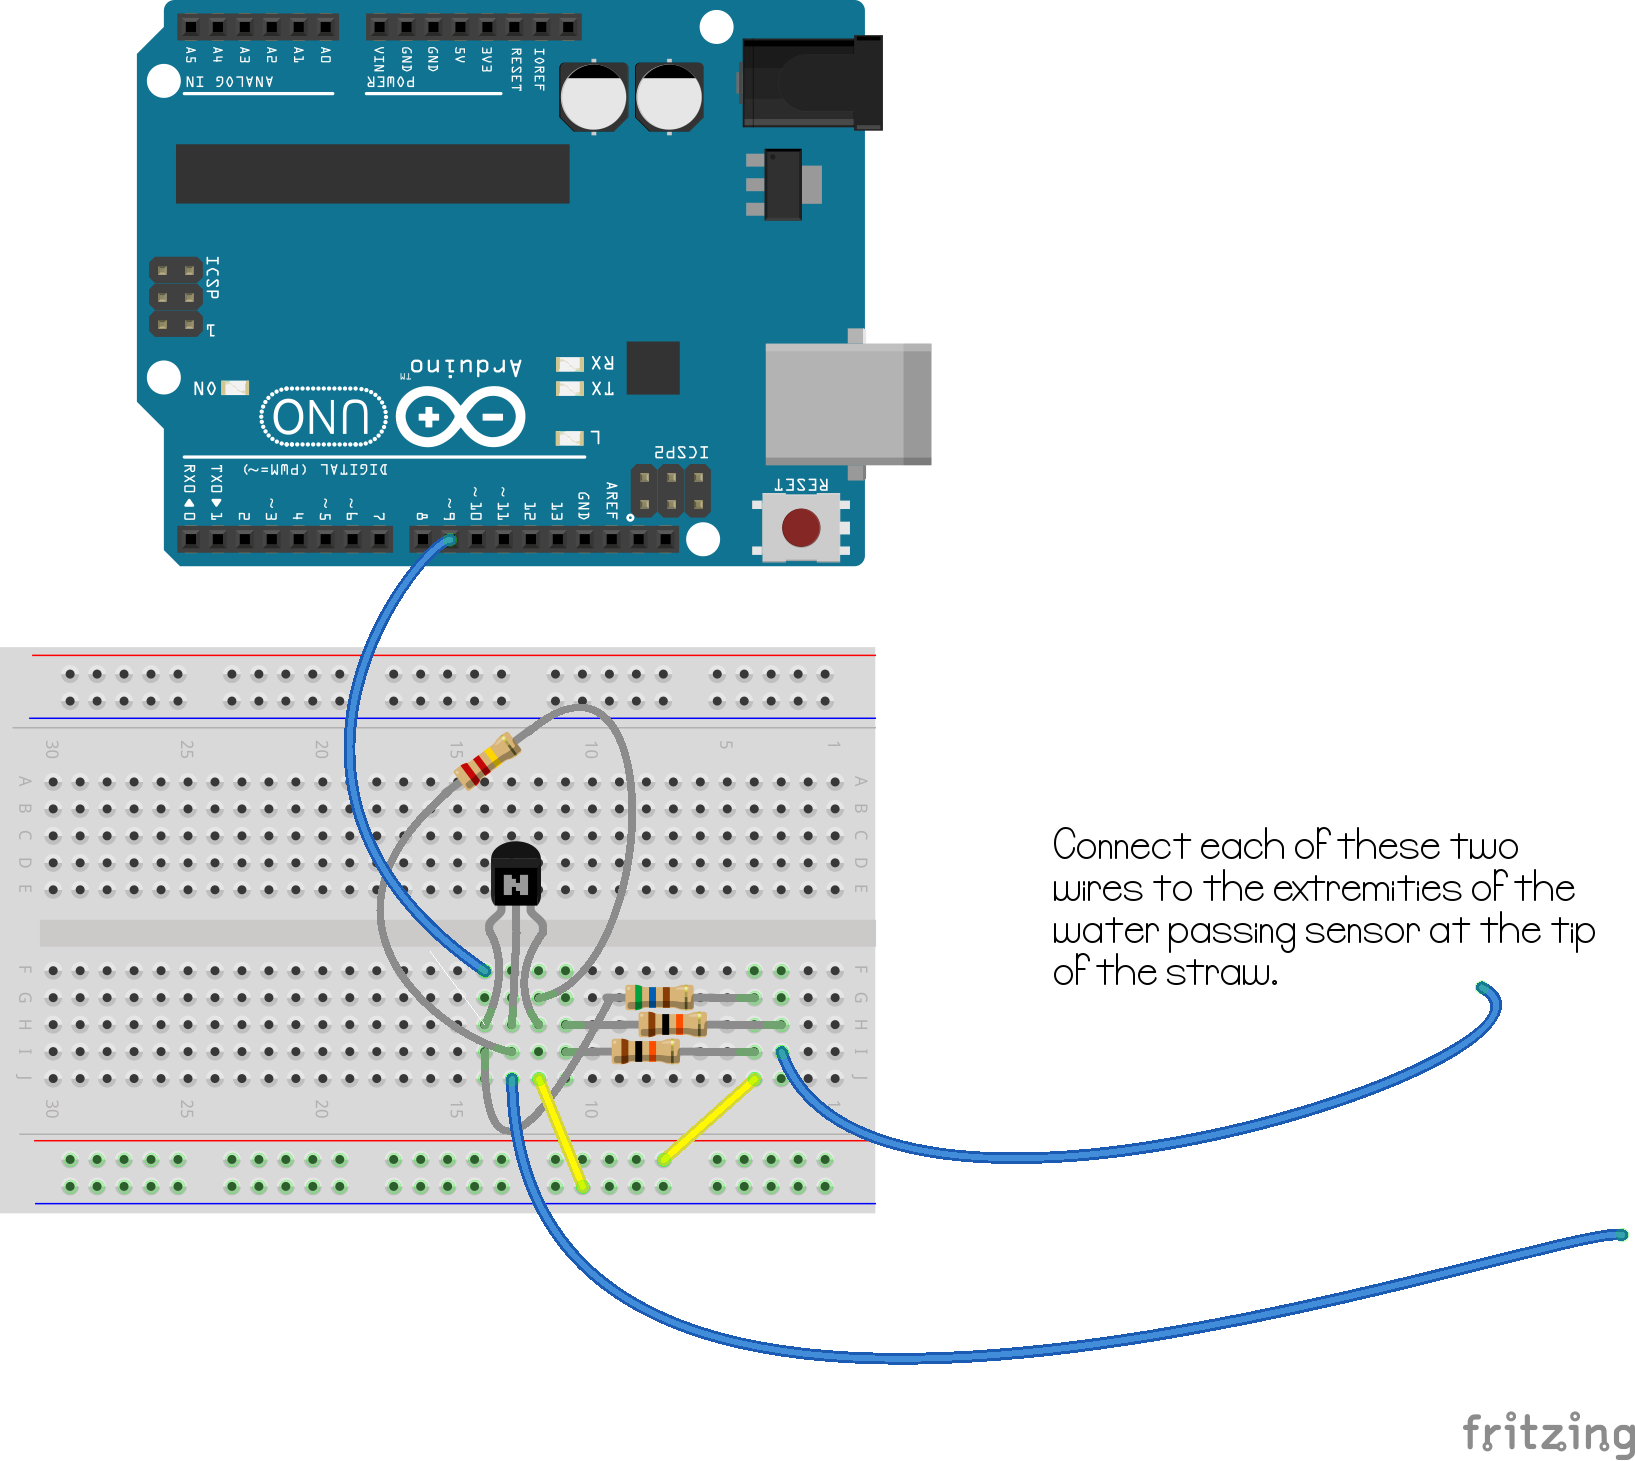 A5 A4 A3 A2 A1 A0 VIN GND GND 5V 3V3 RESET IOREF
ANALOG IN POWER
ICSP
1
Arduino
TM
RX
TX
ON
UNO
L
ICSP2
DIGITAL (PWM=~)
RESET
RX0 TX0
0 1 2 ~3 4 ~5 ~6 7 8 ~9 ~10 ~11 12 13 GND AREF
30 25 20 15 10 5 1
A A
B B
C C
D D
E E
N
F F
G G
H H
I I
J J
30 25 20 15 10 1
Connect each of these two
wires to the extremities of the
water passing sensor at the tip
of the straw.
fritzing